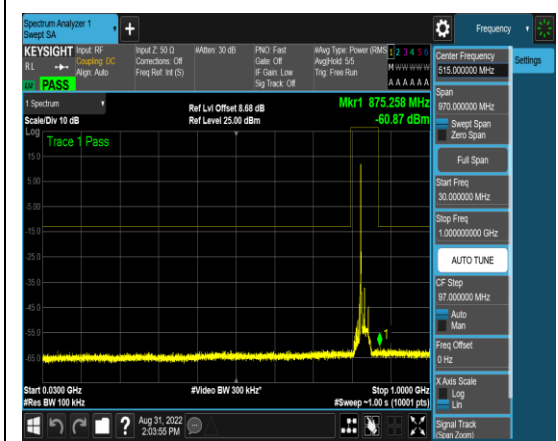 Spectrum Analyzer 1
Swept SA
Frequency
KEYSIGHT
RL
Input: RF
Coupling: DC
Align: Auto
Input Z: 50 Ω
Corrections: Off
Freq Ref: Int (S)
#Atten: 30 dB
PNO: Fast
Gate: Off
IF Gain: Low
Sig Track: Off
#Avg Type: Power (RMS
Avg|Hold: 5/5
Trig: Free Run
1 2 3 4 5 6
M W W W W W
A A A A A A
PASS
1 Spectrum
Scale/Div 10 dB
Ref Lvl Offset 8.68 dB
Ref Level 25.00 dBm
Mkr1 875.258 MHz
-60.87 dBm
Log
Trace 1 Pass
15.0
5.00
-5.00
-15.0
-25.0
-35.0
-45.0
-55.0
-65.0
1
Start 0.0300 GHz
#Res BW 100 kHz
#Video BW 300 kHz*
Stop 1.0000 GHz
#Sweep ~1.00 s (10001 pts)
Center Frequency
515.000000 MHz
Settings
Span
970.000000 MHz
Swept Span
Zero Span
Full Span
Start Freq
30.000000 MHz
Stop Freq
1.000000000 GHz
AUTO TUNE
CF Step
97.000000 MHz
Auto
Man
Freq Offset
0 Hz
X Axis Scale
Log
Lin
Signal Track
(Span Zoom)
?
Aug 31, 2022
2:03:55 PM